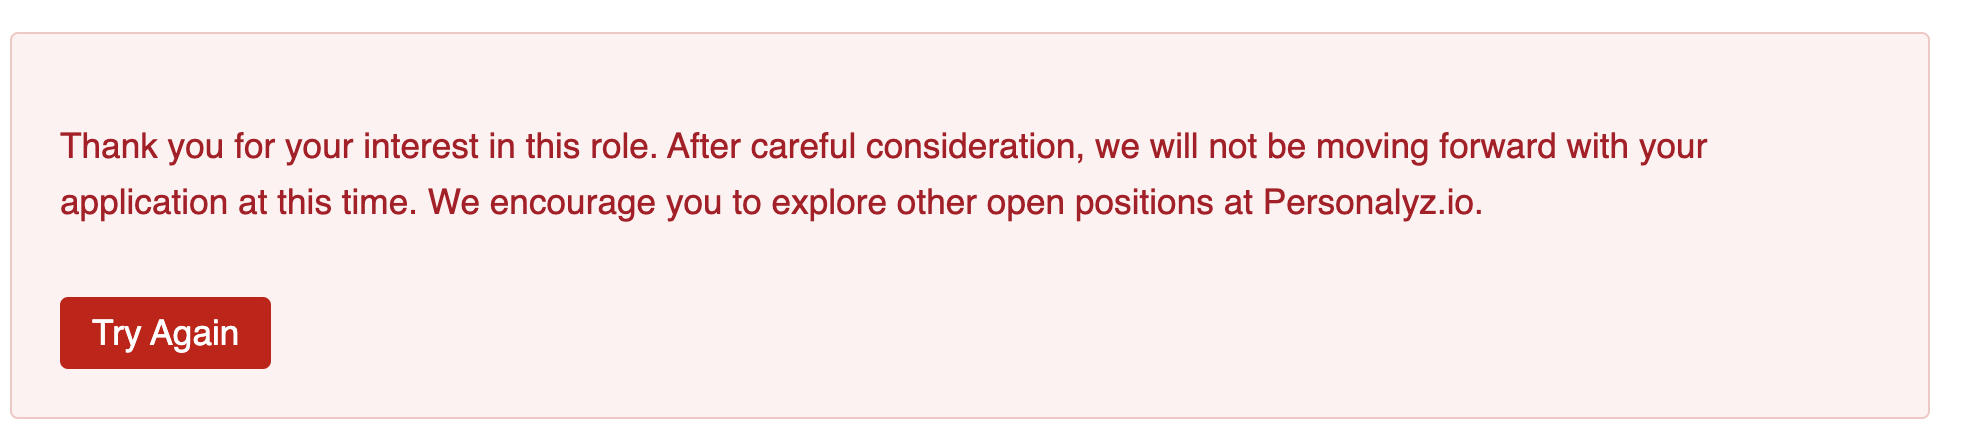 Thank you for your interest in this role. After careful consideration, we will not be moving forward with your
application at this time. We encourage you to explore other open positions at Personalyz.io.
Try Again